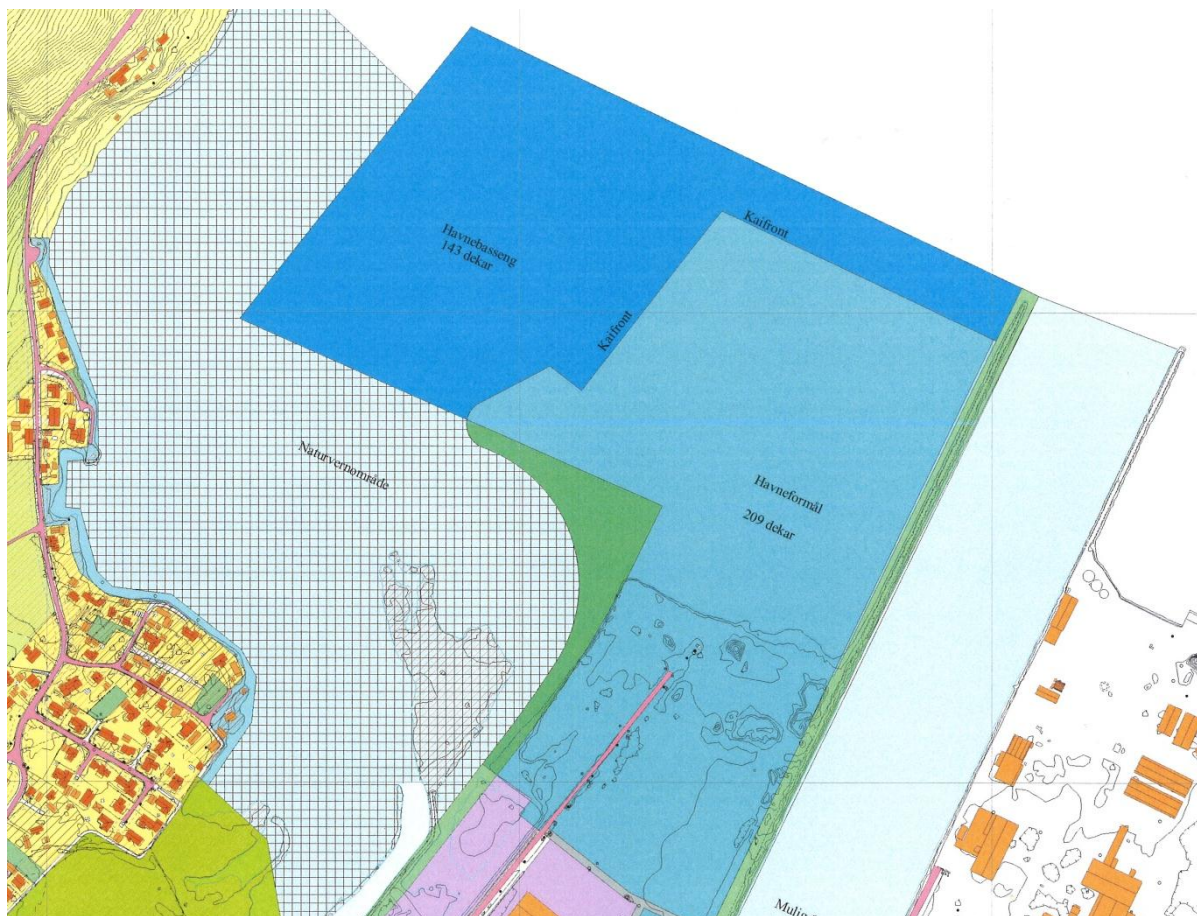 Kaifront
Havnebasseng
143 dekar
Kaifront
Naturvernområde
Havneformål
209 dekar